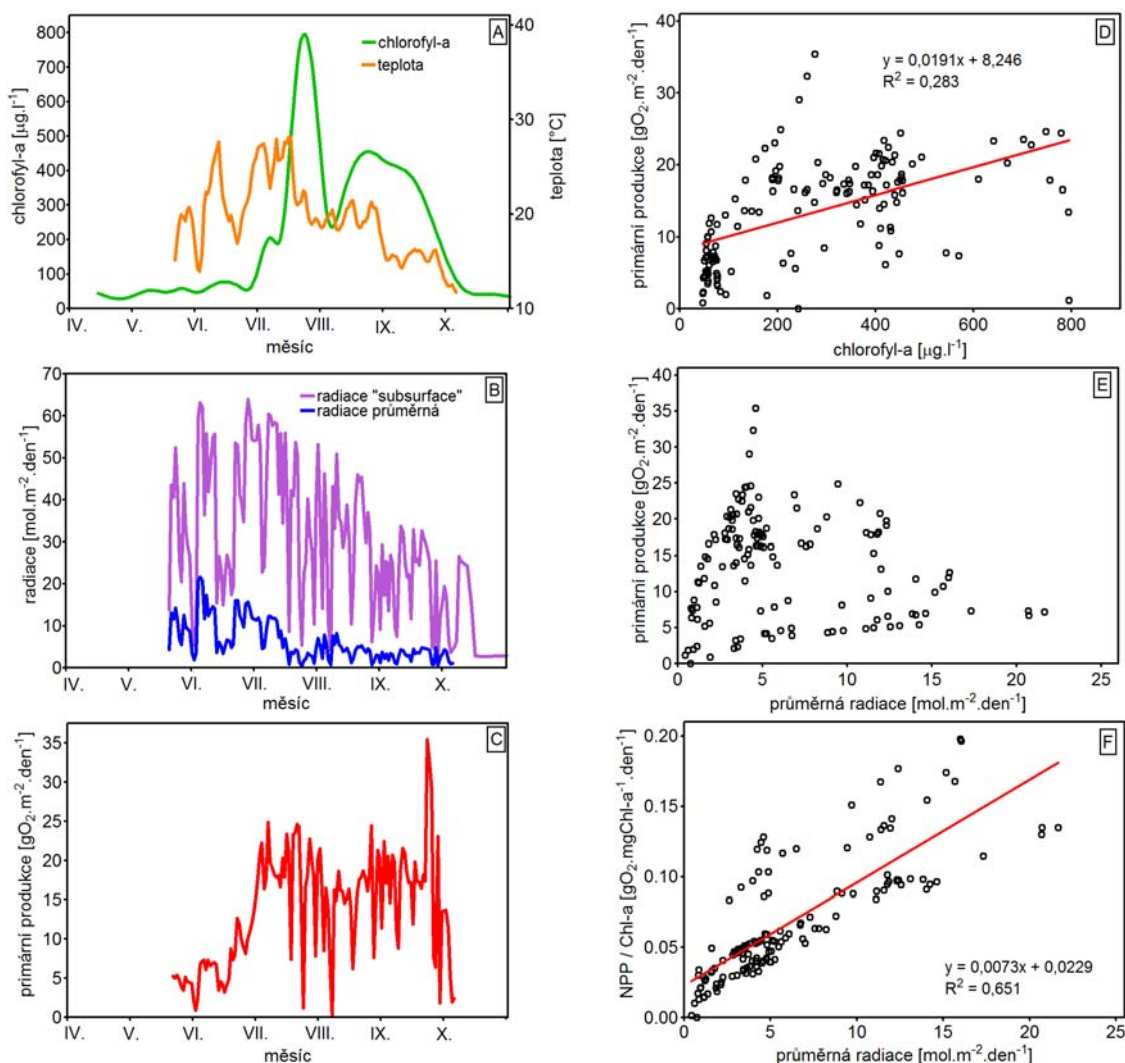 A
chlorofyl-a
teplota
chlorofyl-a [µg.l⁻¹]
800
700
600
500
400
300
200
100
0
teplota [°C]
40
30
20
10
IV. V. VI. VII. VIII. IX. X.
měsíc
B
radiace "subsurface"
radiace průměrná
radiace [mol.m⁻².den⁻¹]
70
60
50
40
30
20
10
0
IV. V. VI. VII. VIII. IX. X.
měsíc
C
primární produkce [gO₂.m⁻².den⁻¹]
35
30
25
20
15
10
5
0
IV. V. VI. VII. VIII. IX. X.
měsíc
D
y = 0,0191x + 8,246
R² = 0,283
primární produkce [gO₂.m⁻².den⁻¹]
40
30
20
10
0
0 200 400 600 800
chlorofyl-a [µg.l⁻¹]
E
primární produkce [gO₂.m⁻².den⁻¹]
40
35
30
25
20
15
10
5
0
0 5 10 15 20 25
průměrná radiace [mol.m⁻².den⁻¹]
F
NPP / Chl-a [gO₂.mgChl-a⁻¹.den⁻¹]
0.20
0.15
0.10
0.05
0.00
y = 0,0073x + 0,0229
R² = 0,651
0 5 10 15 20 25
průměrná radiace [mol.m⁻².den⁻¹]